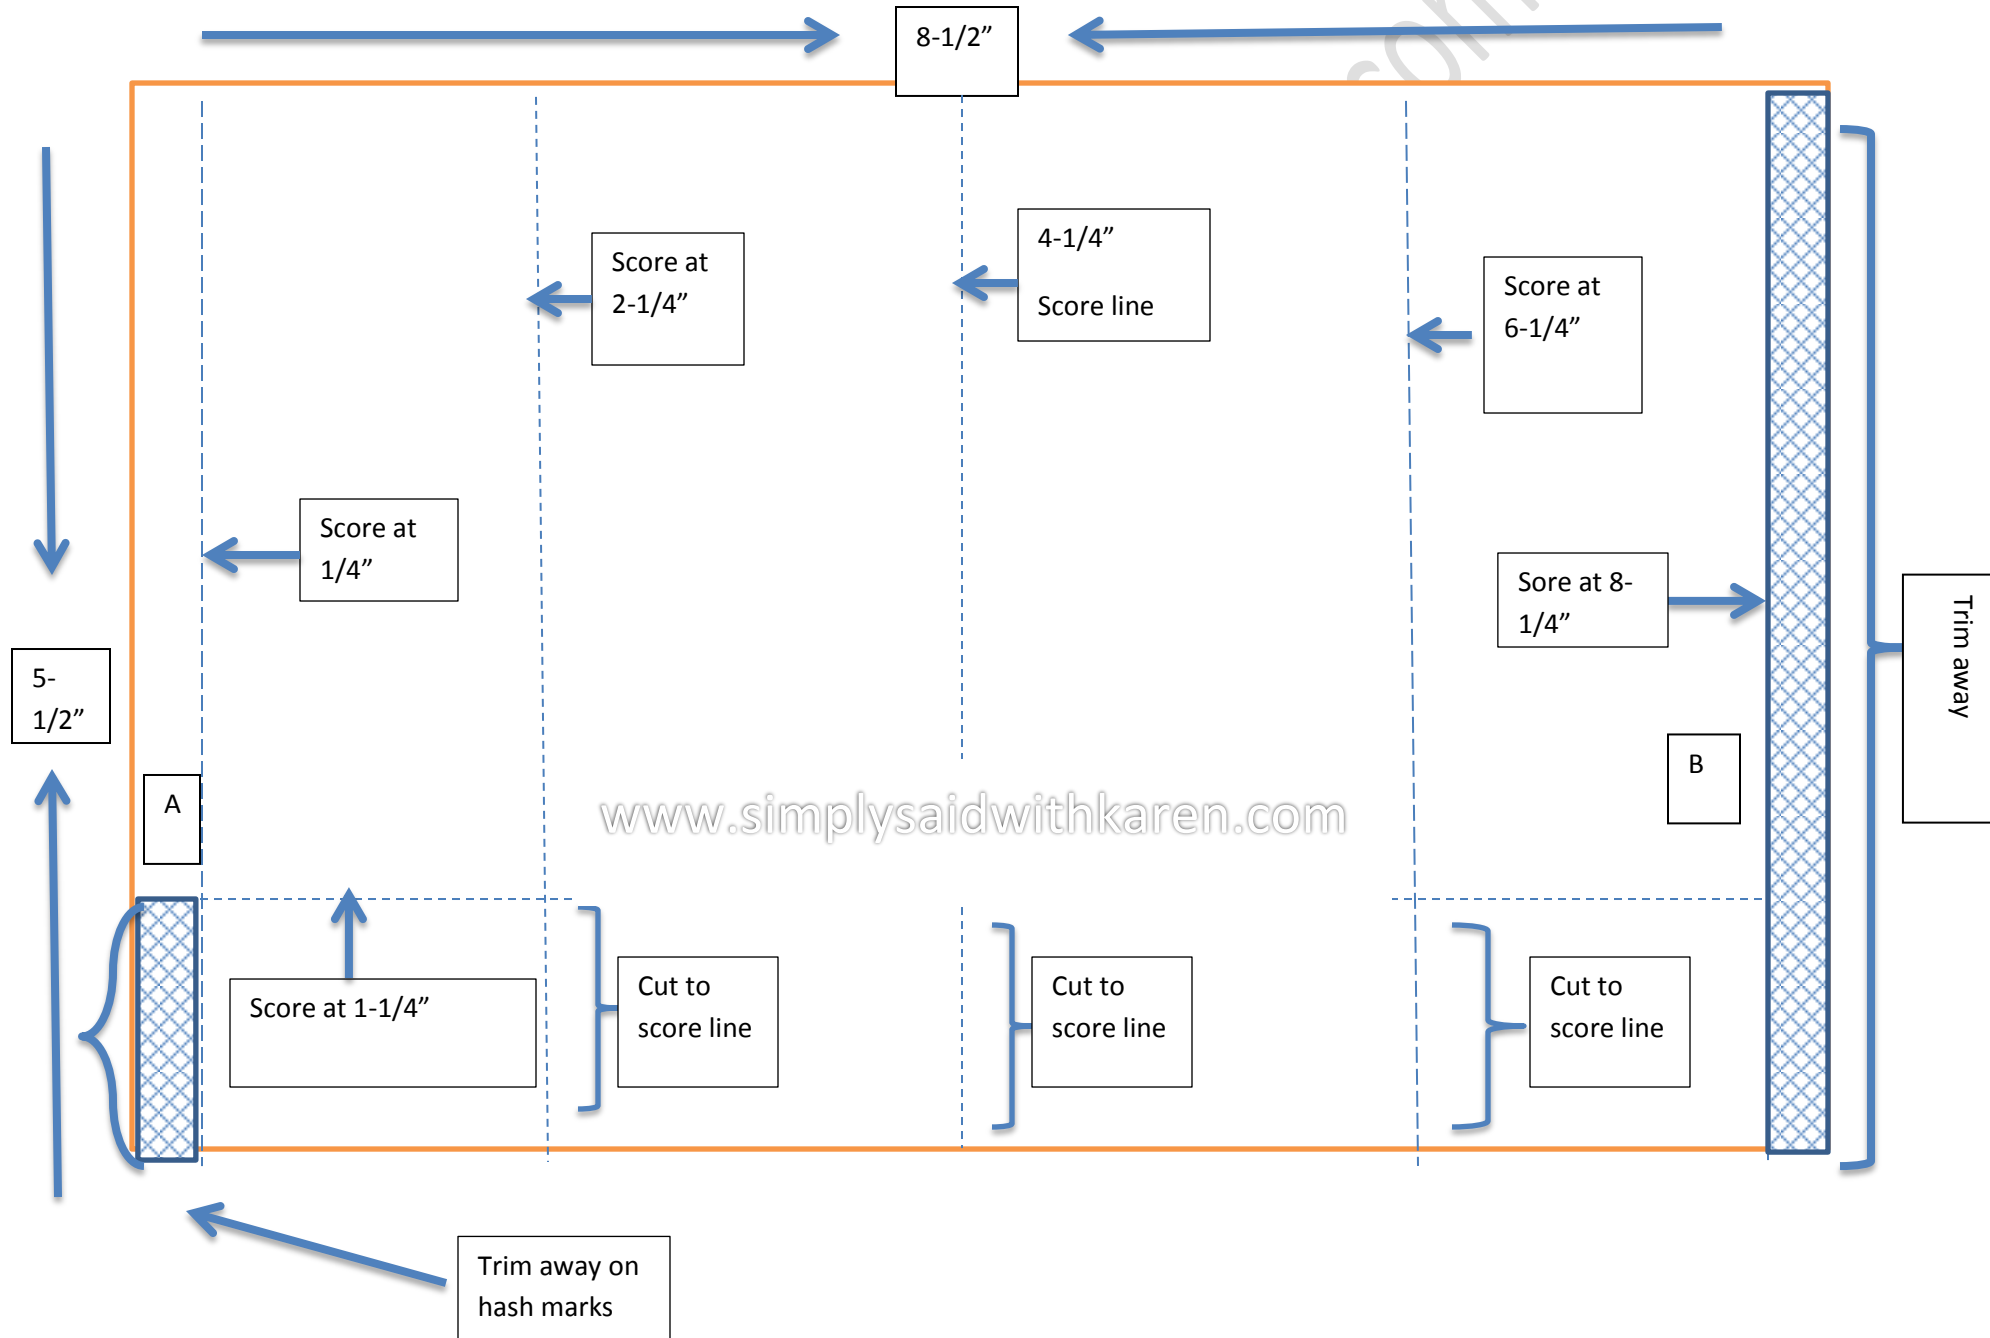 8-1/2”
com
Score at
2-1/4”
4-1/4”
Score line
Score at
6-1/4”
Score at
1/4”
Sore at 8-
1/4”
Trim away
5-
1/2”
A
B
www.simplysaidwithkaren.com
Score at 1-1/4”
Cut to
score line
Cut to
score line
Cut to
score line
Trim away on
hash marks